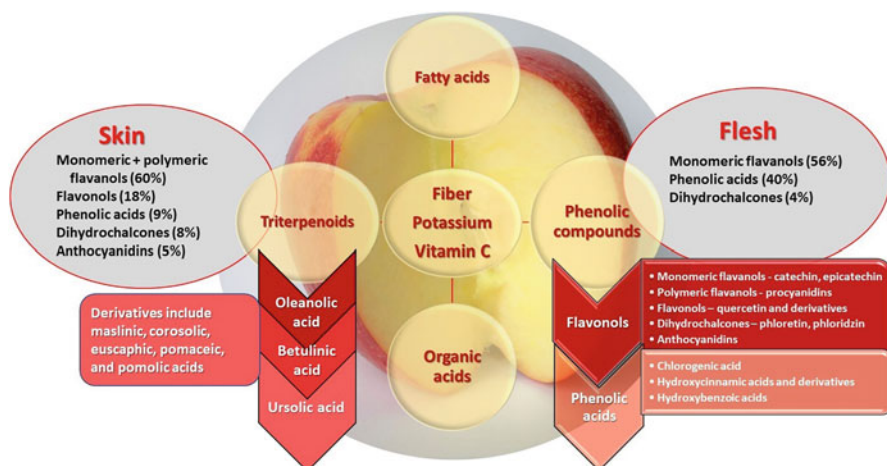 Fatty acids
Skin
Monomeric + polymeric
flavanols (60%)
Flavonols (18%)
Phenolic acids (9%)
Dihydrochalcones (8%)
Anthocyanidins (5%)
Flesh
Monomeric flavanols (56%)
Phenolic acids (40%)
Dihydrochalcones (4%)
Triterpenoids
Fiber
Potassium
Vitamin C
Phenolic
compounds
Derivatives include
maslinic, corosolic,
euscaphic, pomaceic,
and pomolic acids
Oleanolic
acid
Betulinic
acid
Ursolic acid
Organic
acids
Flavonols
• Monomeric flavanols - catechin, epicatechin
• Polymeric flavanols - procyanidins
• Flavonols – quercetin and derivatives
• Dihydrochalcones – phloretin, phloridzin
• Anthocyanidins
Phenolic
acids
• Chlorogenic acid
• Hydroxycinnamic acids and derivatives
• Hydroxybenzoic acids